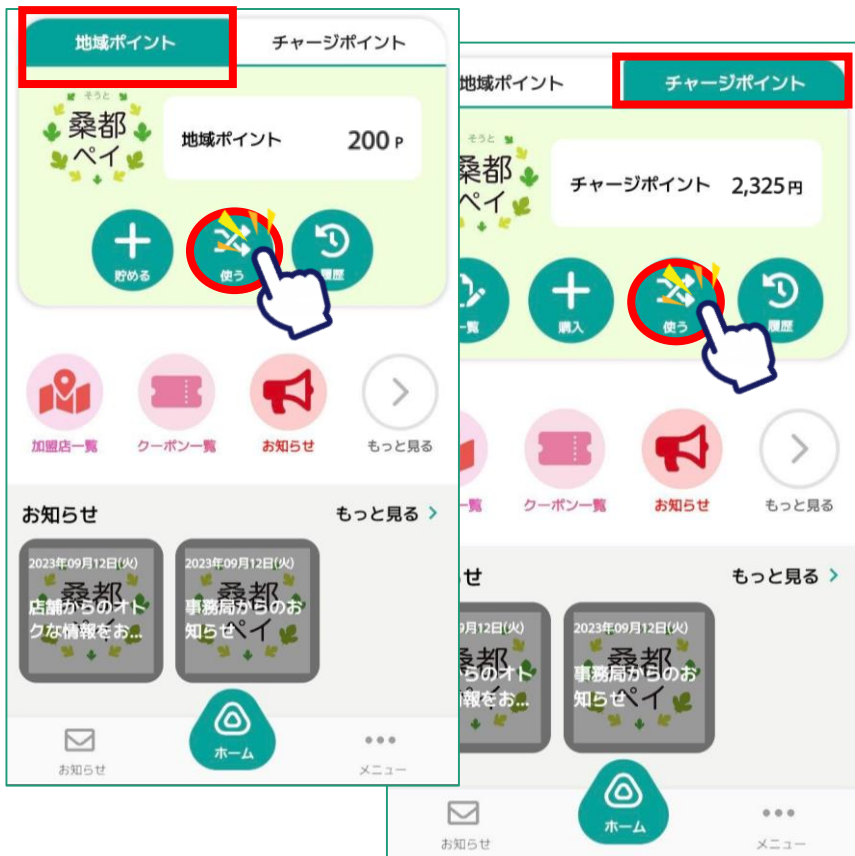 地域ポイント
チャージポイント
そうと
桑都
ペイ
地域ポイント 200 P
貯める
使う
履歴
加盟店一覧
クーポン一覧
お知らせ
もっと見る
お知らせ
もっと見る >
2023年09月12日(火)
店舗からのオト
クな情報をお...
2023年09月12日(火)
事務局からのお
知らせ
桑都
ペイ
お知らせ
ホーム
メニュー
地域ポイント
チャージポイント
そうと
桑都
ペイ
チャージポイント 2,325円
覧
購入
使う
履歴
一覧
クーポン一覧
お知らせ
もっと見る
せ
もっと見る >
9月12日(火)
らのオト
報をお...
2023年09月12日(火)
事務局からのお
知らせ
桑都
ペイ
お知らせ
ホーム
メニュー